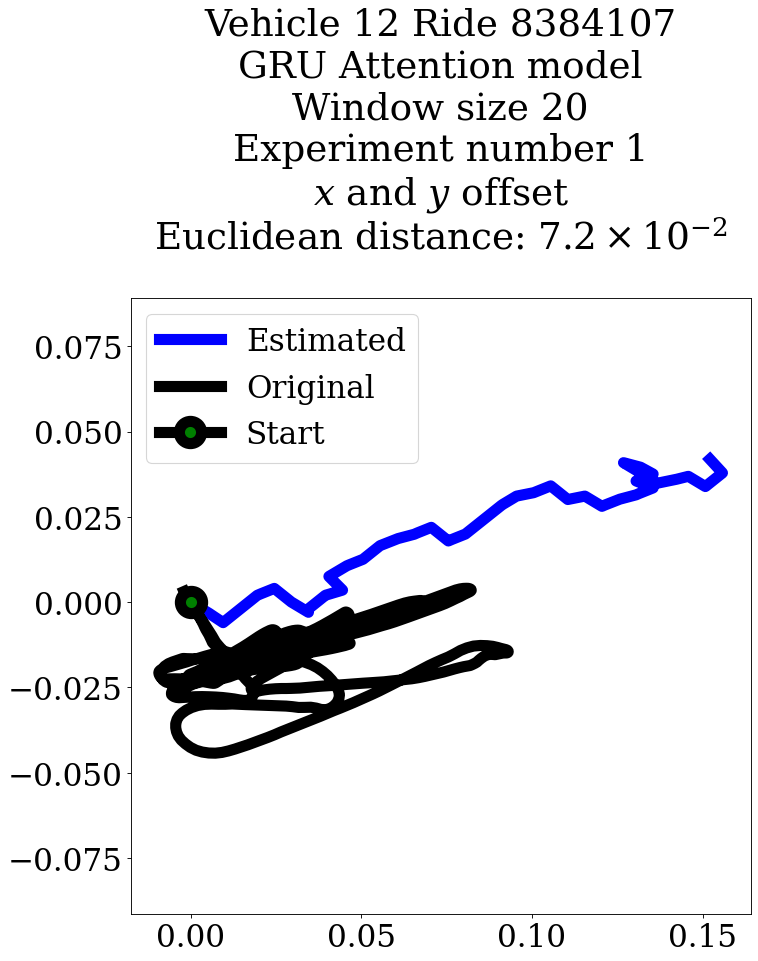 Vehicle 12 Ride 8384107
GRU Attention model
Window size 20
Experiment number 1
x and y offset
Euclidean distance: 7.2 × 10⁻²
Estimated
Original
Start
0.075
0.050
0.025
0.000
−0.025
−0.050
−0.075
0.00 0.05 0.10 0.15